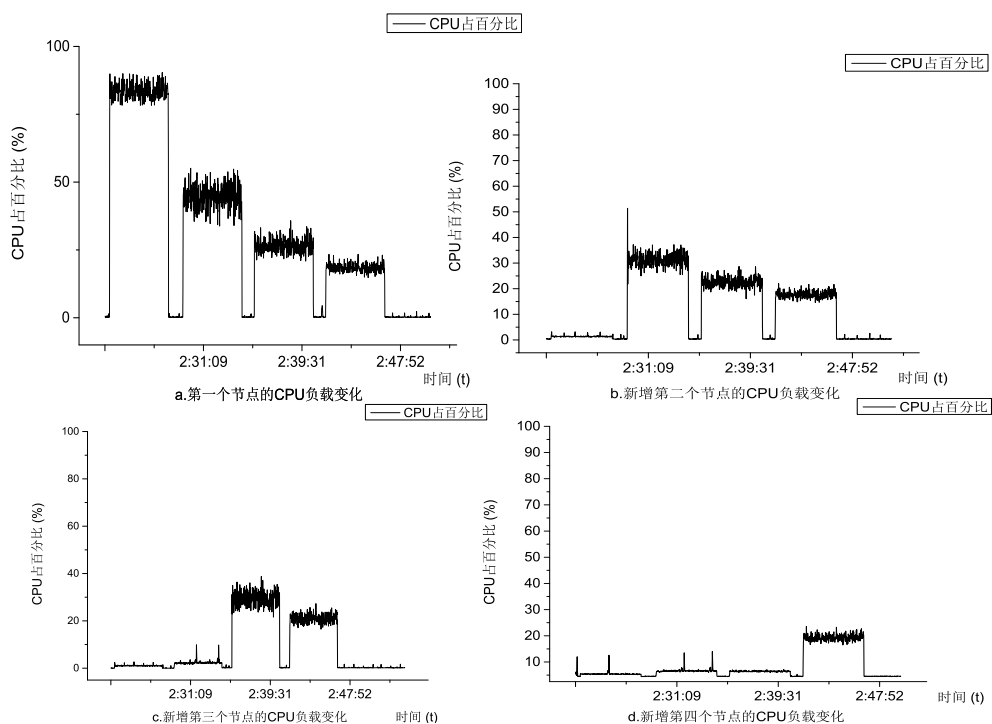 CPU占百分比
100
50
0
CPU占百分比 (%)
2:31:09 2:39:31 2:47:52
时间 (t)
a.第一个节点的CPU负载变化
CPU占百分比
100
90
80
70
60
50
40
30
20
10
0
CPU占百分比 (%)
2:31:09 2:39:31 2:47:52
时间 (t)
b.新增第二个节点的CPU负载变化
CPU占百分比
100
80
60
40
20
0
CPU占百分比 (%)
2:31:09 2:39:31 2:47:52
c.新增第三个节点的CPU负载变化 时间 (t)
CPU占百分比
100
90
80
70
60
50
40
30
20
10
CPU占百分比 (%)
2:31:09 2:39:31 2:47:52
时间 (t)
d.新增第四个节点的CPU负载变化